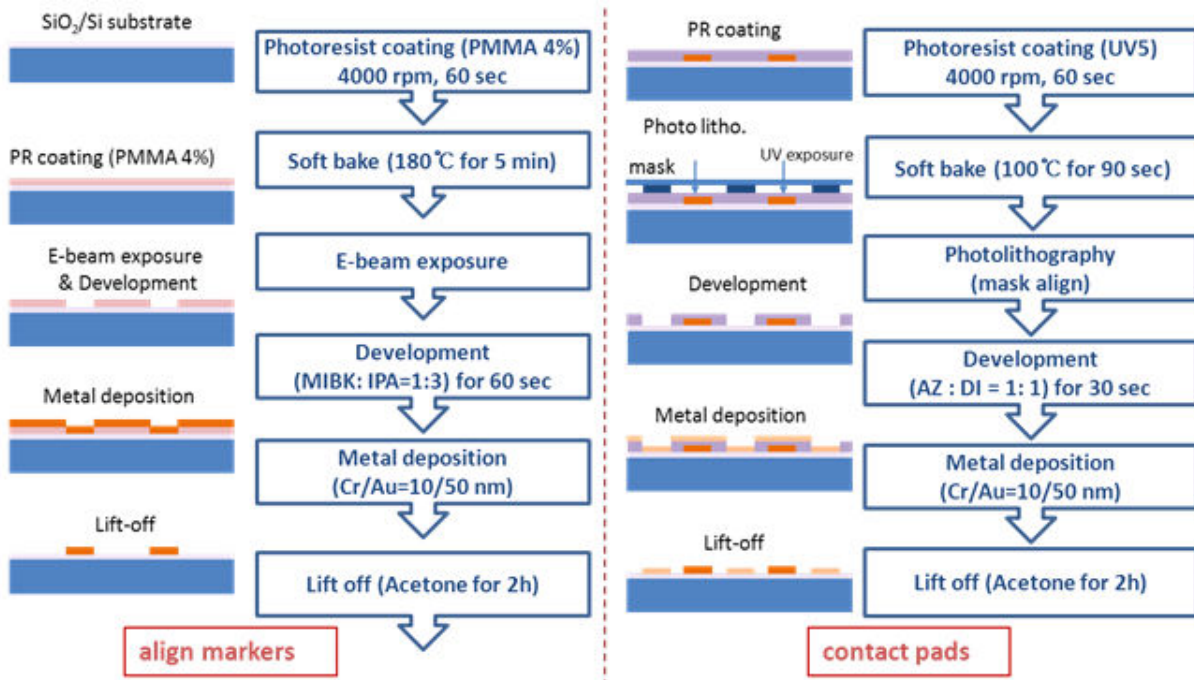 SiO₂/Si substrate
PR coating (PMMA 4%)
E-beam exposure
& Development
Metal deposition
Lift-off
Photoresist coating (PMMA 4%)
4000 rpm, 60 sec
Soft bake (180℃ for 5 min)
E-beam exposure
Development
(MIBK: IPA=1:3) for 60 sec
Metal deposition
(Cr/Au=10/50 nm)
Lift off (Acetone for 2h)
align markers
PR coating
Photo litho.
mask
UV exposure
Development
Metal deposition
Lift-off
Photoresist coating (UV5)
4000 rpm, 60 sec
Soft bake (100℃ for 90 sec)
Photolithography
(mask align)
Development
(AZ : DI = 1: 1) for 30 sec
Metal deposition
(Cr/Au=10/50 nm)
Lift off (Acetone for 2h)
contact pads